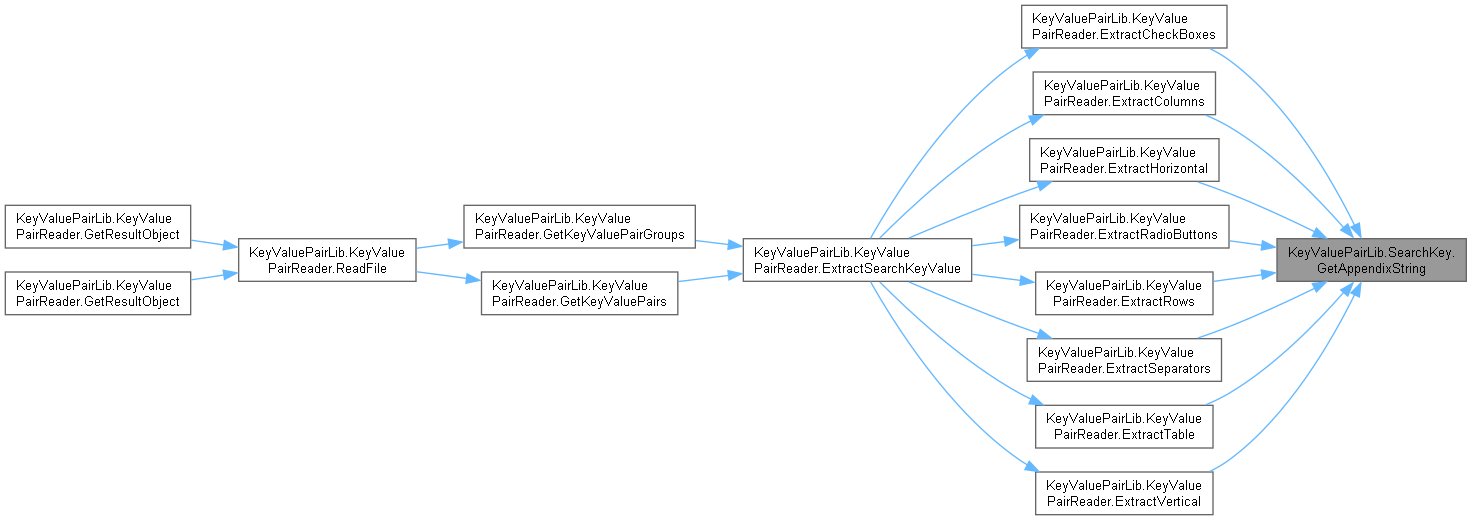 KeyValuePairLib.KeyValue
PairReader.GetResultObject
KeyValuePairLib.KeyValue
PairReader.GetResultObject
KeyValuePairLib.KeyValue
PairReader.ReadFile
KeyValuePairLib.KeyValue
PairReader.GetKeyValuePairGroups
KeyValuePairLib.KeyValue
PairReader.GetKeyValuePairs
KeyValuePairLib.KeyValue
PairReader.ExtractSearchKeyValue
KeyValuePairLib.KeyValue
PairReader.ExtractCheckBoxes
KeyValuePairLib.KeyValue
PairReader.ExtractColumns
KeyValuePairLib.KeyValue
PairReader.ExtractHorizontal
KeyValuePairLib.KeyValue
PairReader.ExtractRadioButtons
KeyValuePairLib.KeyValue
PairReader.ExtractRows
KeyValuePairLib.KeyValue
PairReader.ExtractSeparators
KeyValuePairLib.KeyValue
PairReader.ExtractTable
KeyValuePairLib.KeyValue
PairReader.ExtractVertical
KeyValuePairLib.SearchKey.
GetAppendixString